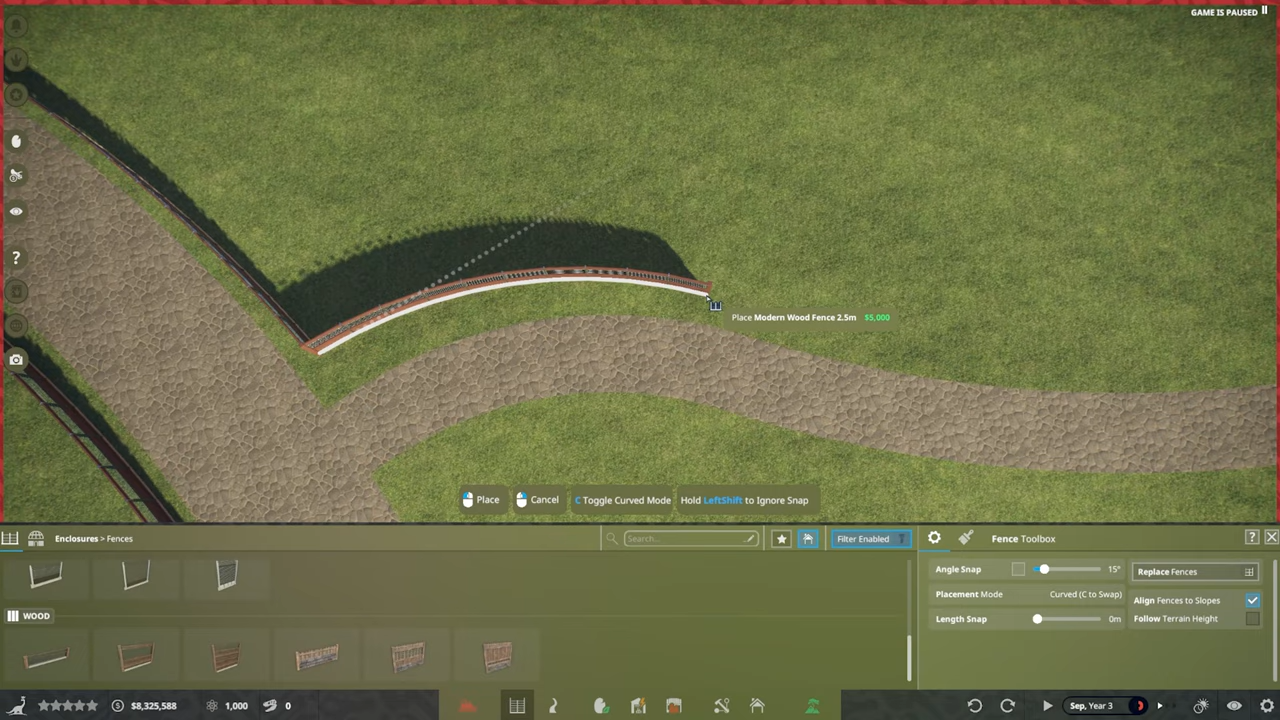 GAME IS PAUSED
?
Place Modern Wood Fence 2.5m $5,000
Place
Cancel
C Toggle Curved Mode
Hold LeftShift to Ignore Snap
Enclosures > Fences
Search...
Filter Enabled
Fence Toolbox
?
Angle Snap 15°
Replace Fences
Placement Mode Curved (C to Swap)
Align Fences to Slopes
Length Snap 0m
Follow Terrain Height
WOOD
$8,325,588
1,000
0
Sep, Year 3